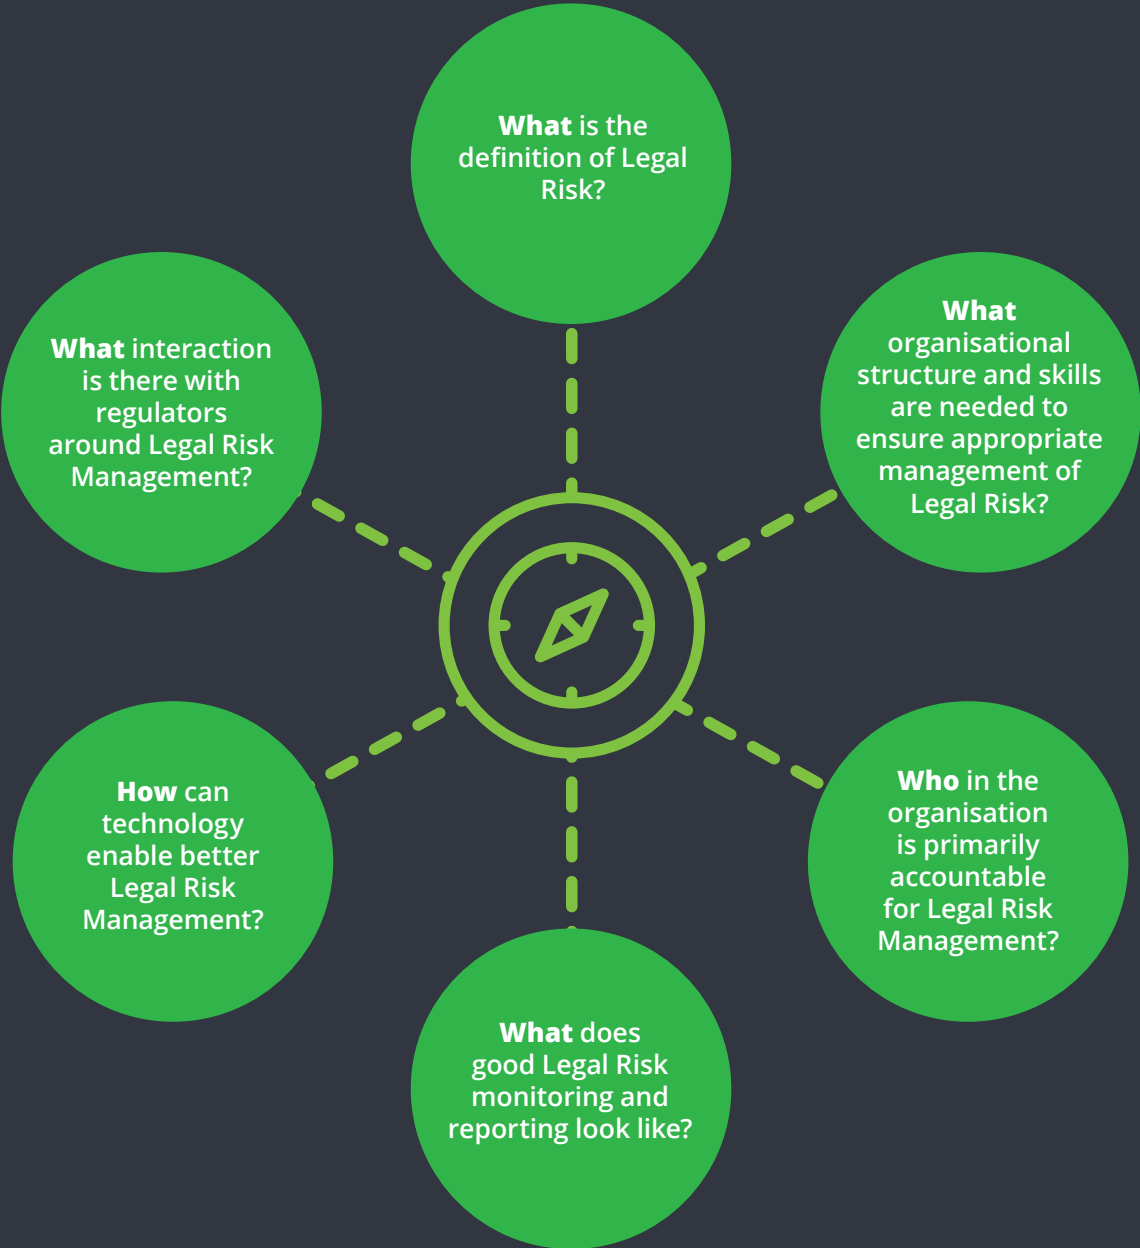 What is the
definition of Legal
Risk?
What
organisational
structure and skills
are needed to
ensure appropriate
management of
Legal Risk?
Who in the
organisation
is primarily
accountable
for Legal Risk
Management?
What does
good Legal Risk
monitoring and
reporting look like?
How can
technology
enable better
Legal Risk
Management?
What interaction
is there with
regulators
around Legal Risk
Management?